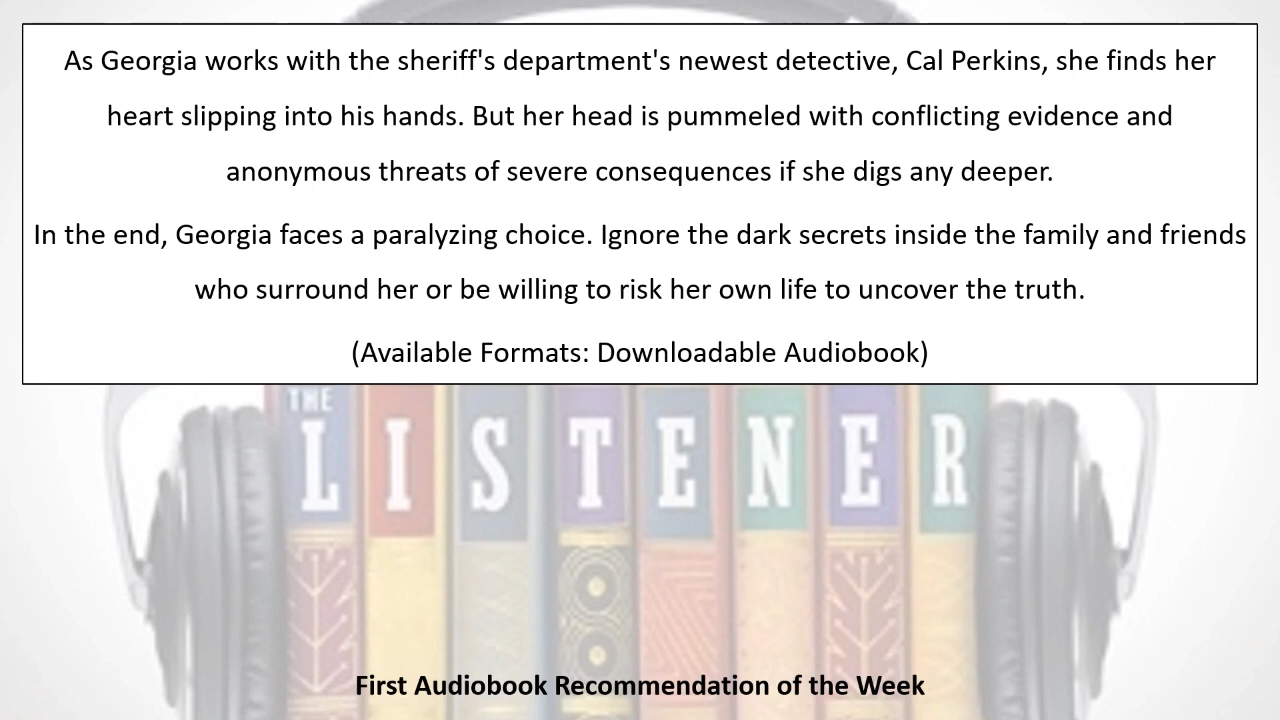 As Georgia works with the sheriff's department's newest detective, Cal Perkins, she finds her
heart slipping into his hands. But her head is pummeled with conflicting evidence and
anonymous threats of severe consequences if she digs any deeper.
In the end, Georgia faces a paralyzing choice. Ignore the dark secrets inside the family and friends
who surround her or be willing to risk her own life to uncover the truth.
(Available Formats: Downloadable Audiobook)
THE
LISTENER
First Audiobook Recommendation of the Week